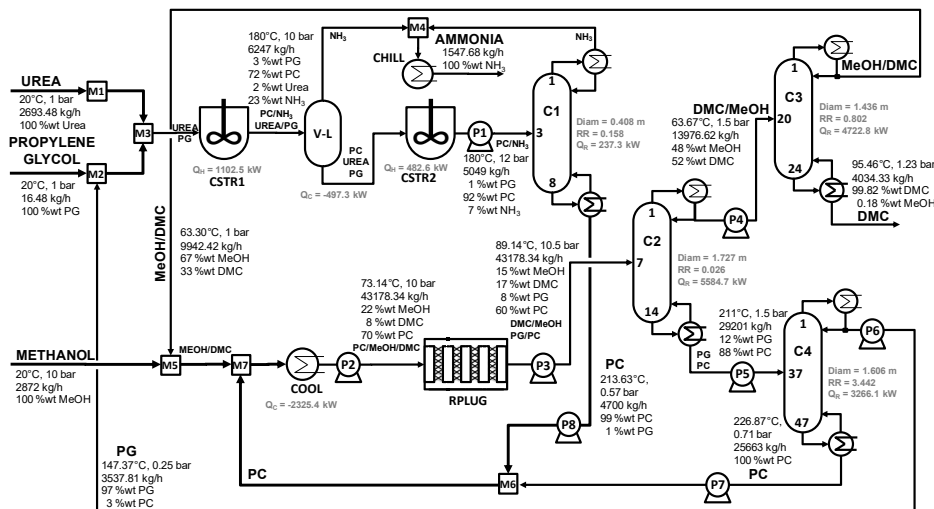 UREA
20°C, 1 bar
2693.48 kg/h
100 %wt Urea
M1
PROPYLENE
GLYCOL
20°C, 1 bar
16.48 kg/h
100 %wt PG
M2
M3
UREA
PG
Q_H = 1102.5 kW
CSTR1
180°C, 10 bar
6247 kg/h
3 %wt PG
72 %wt PC
2 %wt Urea
23 %wt NH₃
PC/NH₃
UREA/PG
NH₃
V-L
PC
UREA
PG
Q_C = -497.3 kW
M4
CHILL
AMMONIA
1547.68 kg/h
100 %wt NH₃
Q_H = 482.6 kW
CSTR2
P1
PC/NH₃
180°C, 12 bar
5049 kg/h
1 %wt PG
92 %wt PC
7 %wt NH₃
NH₃
1
C1
3
8
Diam = 0.408 m
RR = 0.158
Q_R = 237.3 kW
MeOH/DMC
63.30°C, 1 bar
9942.42 kg/h
67 %wt MeOH
33 %wt DMC
METHANOL
20°C, 10 bar
2872 kg/h
100 %wt MeOH
M5
MEOH/DMC
M7
COOL
Q_C = -2325.4 kW
P2
73.14°C, 10 bar
43178.34 kg/h
22 %wt MeOH
8 %wt DMC
70 %wt PC
PC/MeOH/DMC
RPLUG
89.14°C, 10.5 bar
43178.34 kg/h
15 %wt MeOH
17 %wt DMC
8 %wt PG
60 %wt PC
DMC/MeOH
PG/PC
P3
PC
213.63°C,
0.57 bar
4700 kg/h
99 %wt PC
1 %wt PG
P8
M6
PC
1
C2
7
14
Diam = 1.727 m
RR = 0.026
Q_R = 5584.7 kW
DMC/MeOH
63.67°C, 1.5 bar
13976.62 kg/h
48 %wt MeOH
52 %wt DMC
P4
1
C3
20
24
MeOH/DMC
Diam = 1.436 m
RR = 0.802
Q_R = 4722.8 kW
95.46°C, 1.23 bar
4034.33 kg/h
99.82 %wt DMC
0.18 %wt MeOH
DMC
PG
PC
P5
211°C, 1.5 bar
29201 kg/h
12 %wt PG
88 %wt PC
1
C4
37
47
P6
Diam = 1.606 m
RR = 3.442
Q_R = 3266.1 kW
226.87°C,
0.71 bar
25663 kg/h
100 %wt PC
PC
P7
PG
147.37°C, 0.25 bar
3537.81 kg/h
97 %wt PG
3 %wt PC